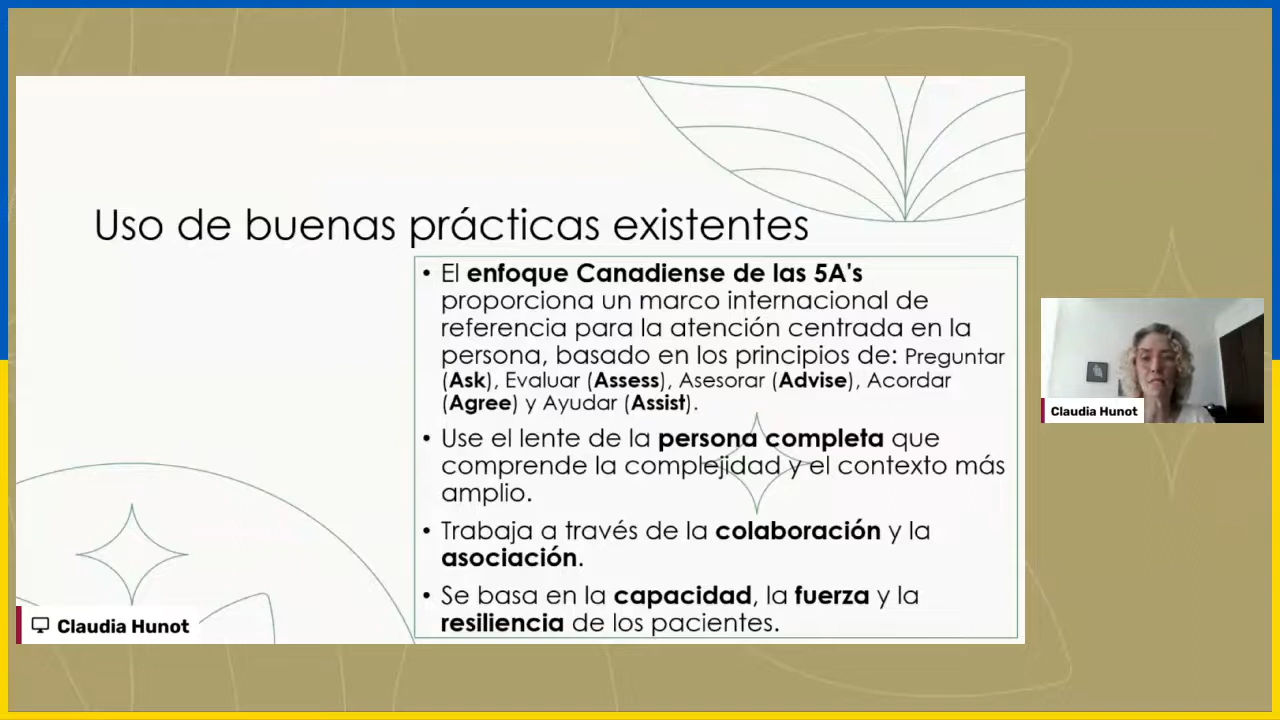 Uso de buenas prácticas existentes
• El enfoque Canadiense de las 5A's
proporciona un marco internacional de
referencia para la atención centrada en la
persona, basado en los principios de: Preguntar
(Ask), Evaluar (Assess), Asesorar (Advise), Acordar
(Agree) y Ayudar (Assist).
• Use el lente de la persona completa que
comprende la complejidad y el contexto más
amplio.
• Trabaja a través de la colaboración y la
asociación.
• Se basa en la capacidad, la fuerza y la
resiliencia de los pacientes.
Claudia Hunot
Claudia Hunot